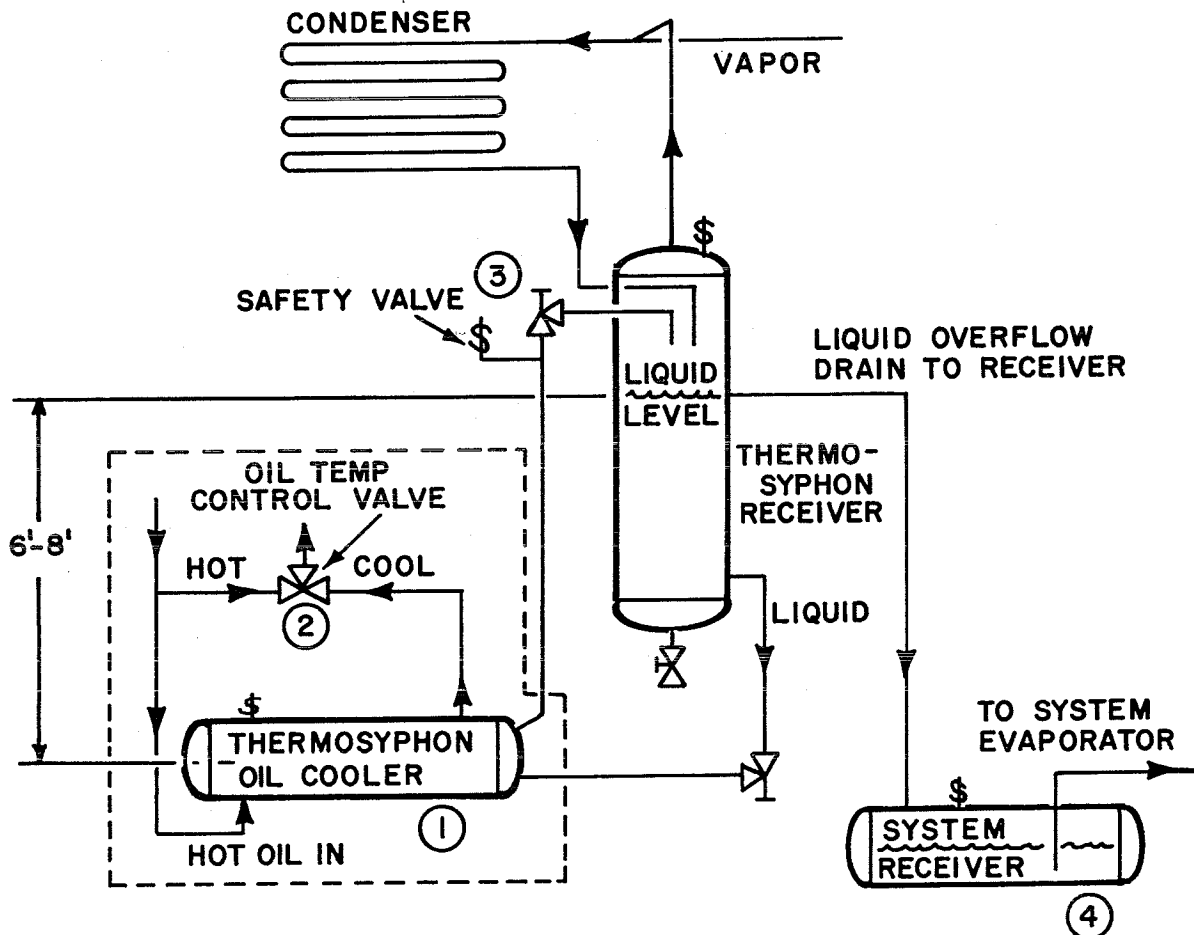 CONDENSER
VAPOR
3
SAFETY VALVE
LIQUID OVERFLOW
DRAIN TO RECEIVER
LIQUID
LEVEL
THERMO-
SYPHON
RECEIVER
OIL TEMP
CONTROL VALVE
6'-8'
HOT
COOL
2
LIQUID
TO SYSTEM
EVAPORATOR
THERMOSYPHON
OIL COOLER
1
HOT OIL IN
SYSTEM
RECEIVER
4